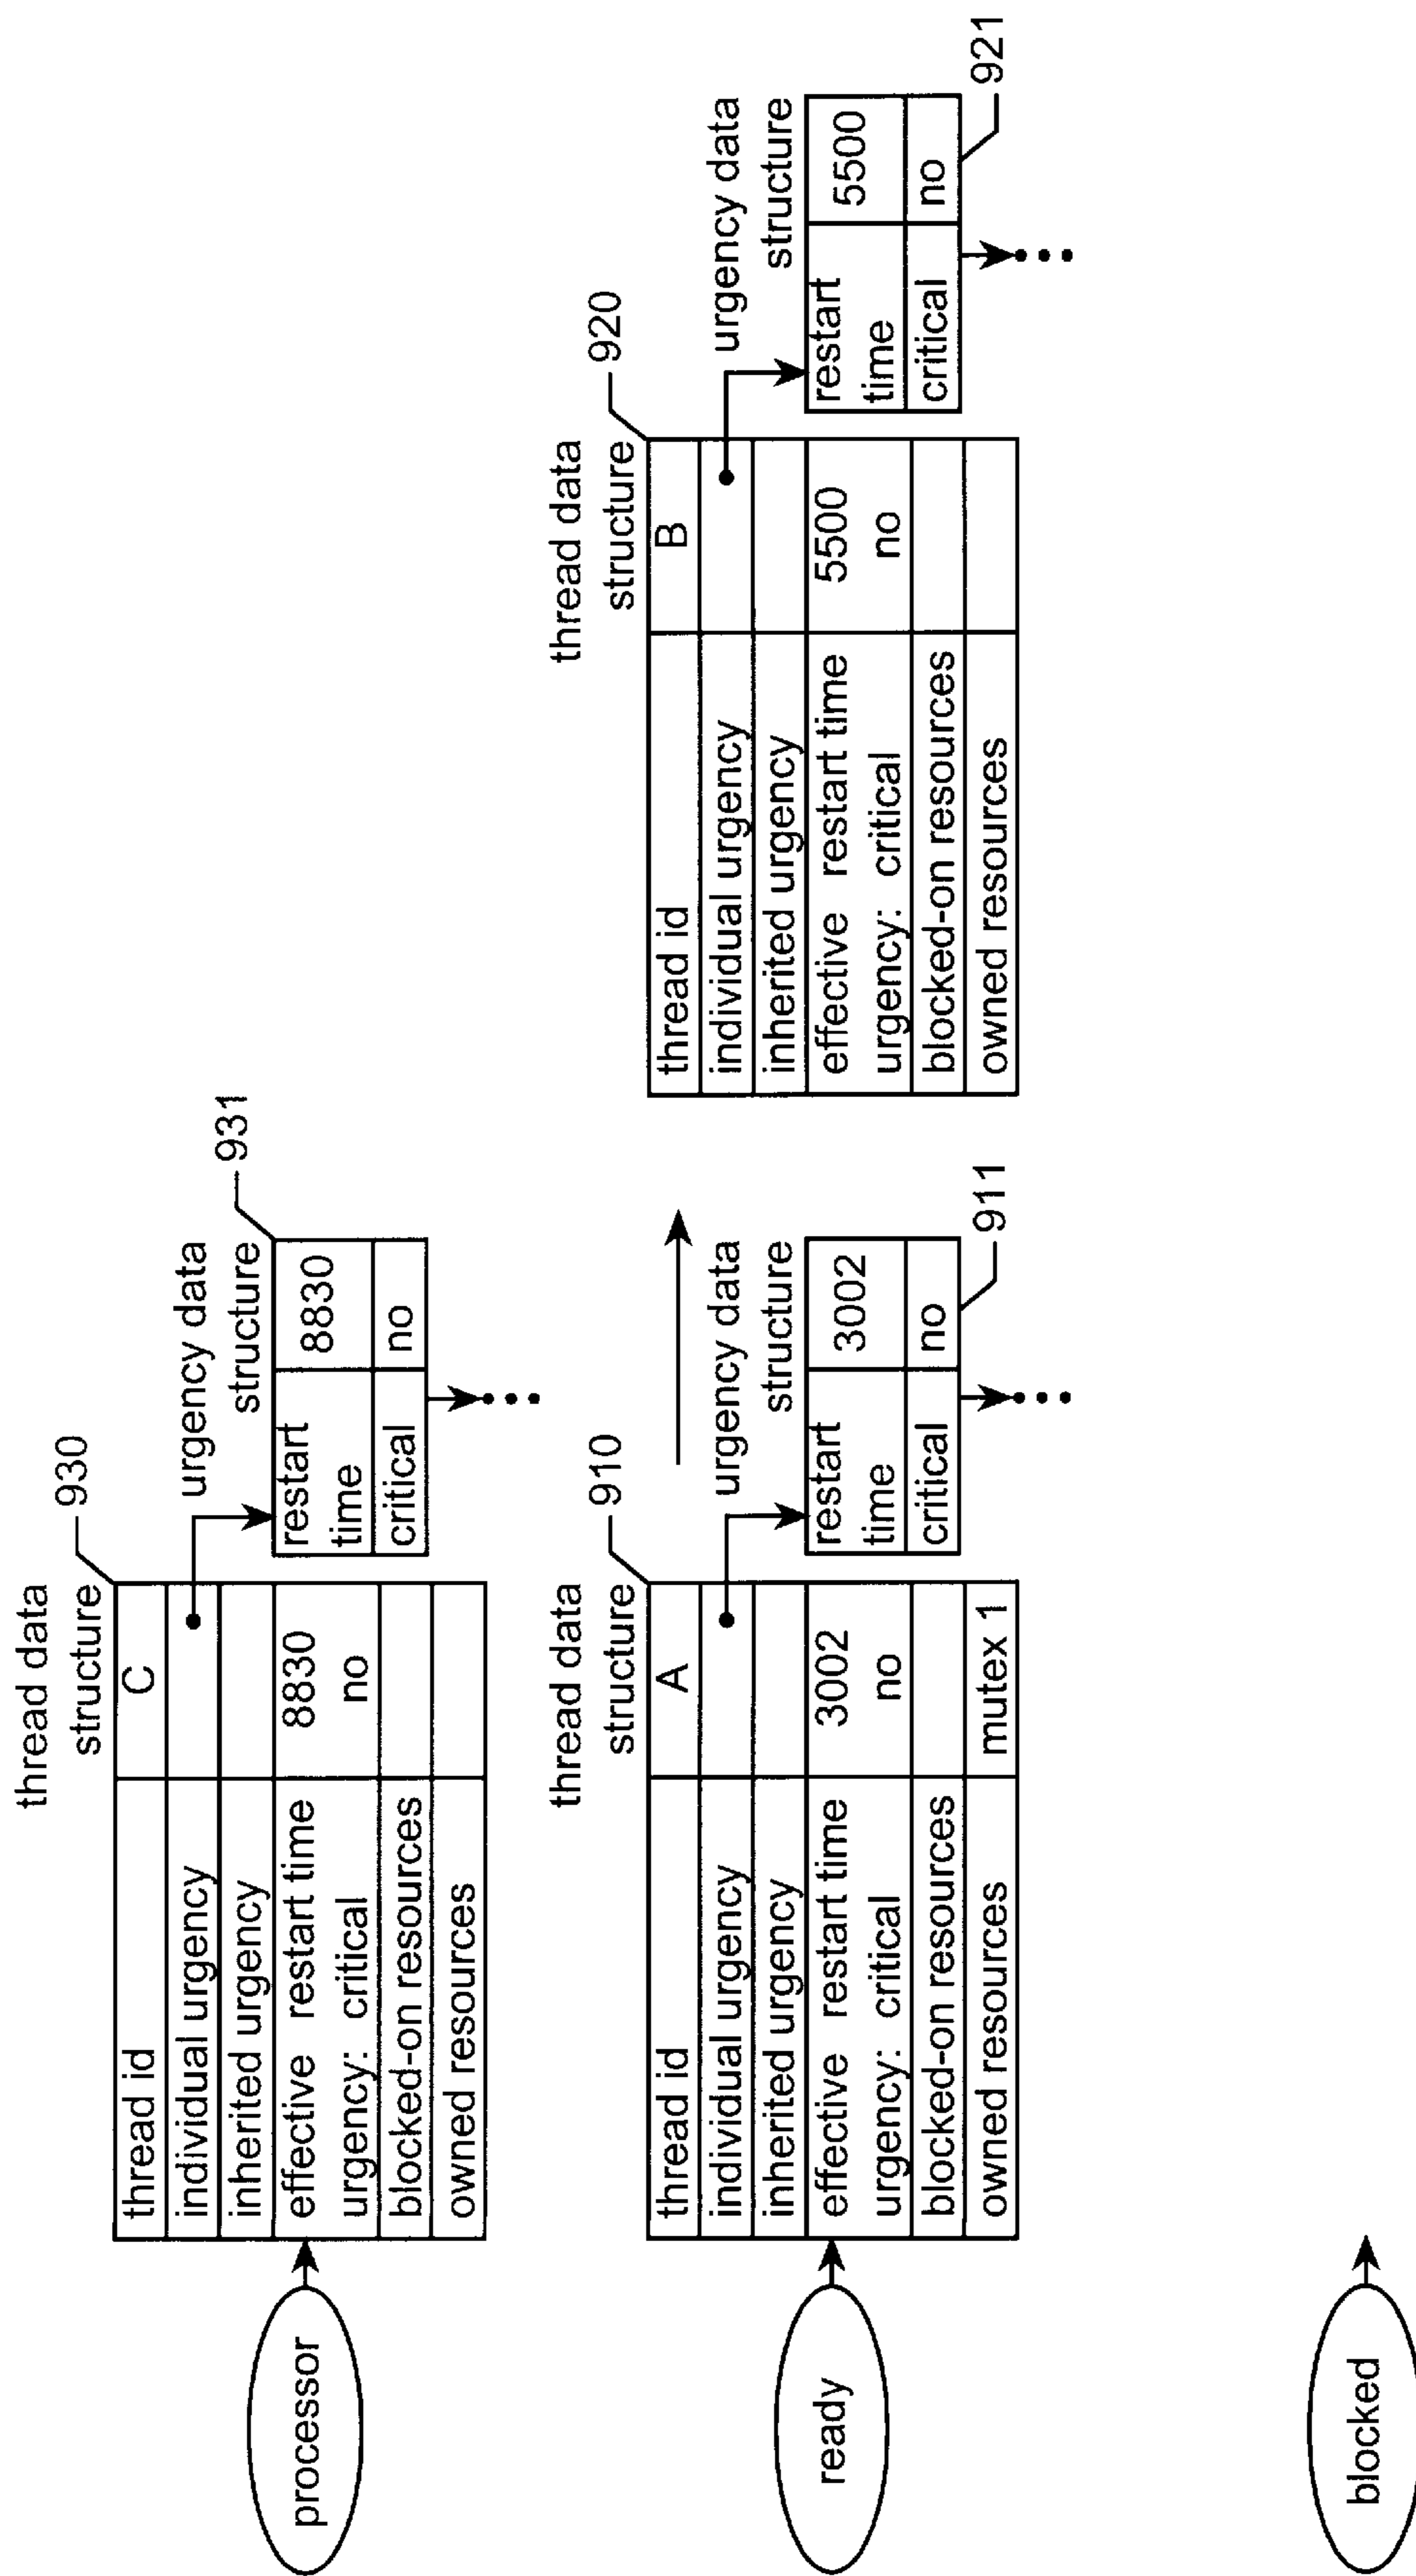 thread data
structure
930
processor
thread id C
individual urgency
inherited urgency
effective restart time 8830
urgency: critical no
blocked-on resources
owned resources
urgency data
structure
931
restart
time 8830
critical no
thread data
structure
910
ready
thread id A
individual urgency
inherited urgency
effective restart time 3002
urgency: critical no
blocked-on resources
owned resources mutex 1
urgency data
structure
restart
time 3002
critical no
911
thread data
structure
920
thread id B
individual urgency
inherited urgency
effective restart time 5500
urgency: critical no
blocked-on resources
owned resources
urgency data
structure
restart
time 5500
critical no
921
blocked